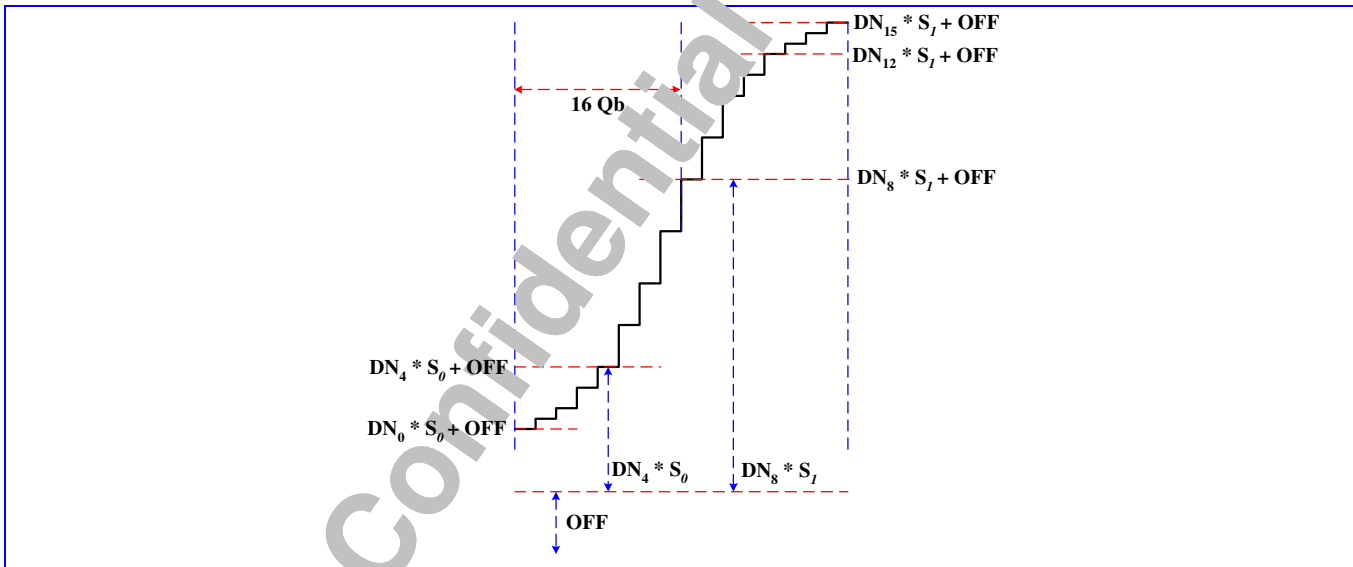 DN₁₅ * S₁ + OFF
DN₁₂ * S₁ + OFF
16 Qb
DN₈ * S₁ + OFF
DN₄ * S₀ + OFF
DN₀ * S₀ + OFF
DN₄ * S₀
DN₈ * S₁
OFF
Confidential